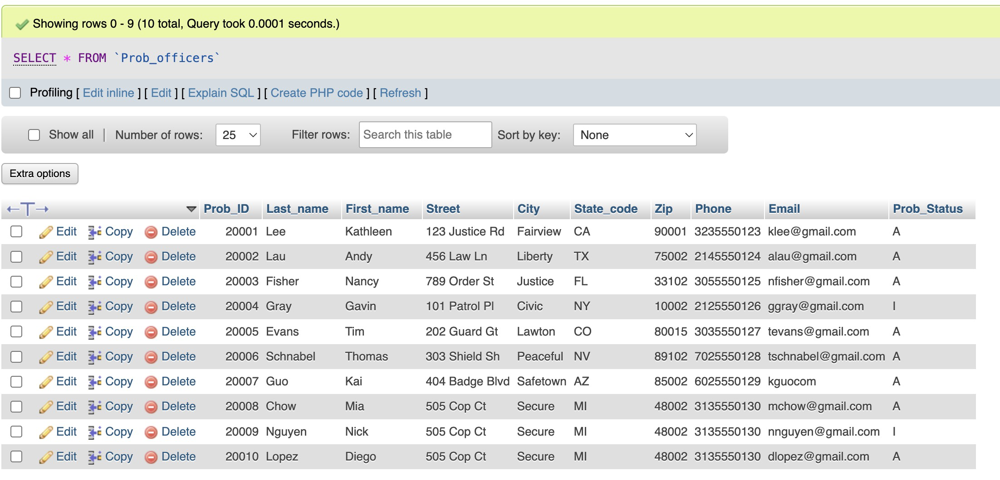 Showing rows 0 - 9 (10 total, Query took 0.0001 seconds.)
SELECT * FROM `Prob_officers`
Profiling [ Edit inline ] [ Edit ] [ Explain SQL ] [ Create PHP code ] [ Refresh ]
Show all | Number of rows: 25 Filter rows: Search this table Sort by key: None
Extra options
←T→ Prob_ID Last_name First_name Street City State_code Zip Phone Email Prob_Status
Edit Copy Delete 20001 Lee Kathleen 123 Justice Rd Fairview CA 90001 3235550123 klee@gmail.com A
Edit Copy Delete 20002 Lau Andy 456 Law Ln Liberty TX 75002 2145550124 alau@gmail.com A
Edit Copy Delete 20003 Fisher Nancy 789 Order St Justice FL 33102 3055550125 nfisher@gmail.com A
Edit Copy Delete 20004 Gray Gavin 101 Patrol Pl Civic NY 10002 2125550126 ggray@gmail.com I
Edit Copy Delete 20005 Evans Tim 202 Guard Gt Lawton CO 80015 3035550127 tevans@gmail.com A
Edit Copy Delete 20006 Schnabel Thomas 303 Shield Sh Peaceful NV 89102 7025550128 tschnabel@gmail.com A
Edit Copy Delete 20007 Guo Kai 404 Badge Blvd Safetown AZ 85002 6025550129 kguocom A
Edit Copy Delete 20008 Chow Mia 505 Cop Ct Secure MI 48002 3135550130 mchow@gmail.com A
Edit Copy Delete 20009 Nguyen Nick 505 Cop Ct Secure MI 48002 3135550130 nnguyen@gmail.com I
Edit Copy Delete 20010 Lopez Diego 505 Cop Ct Secure MI 48002 3135550130 dlopez@gmail.com A